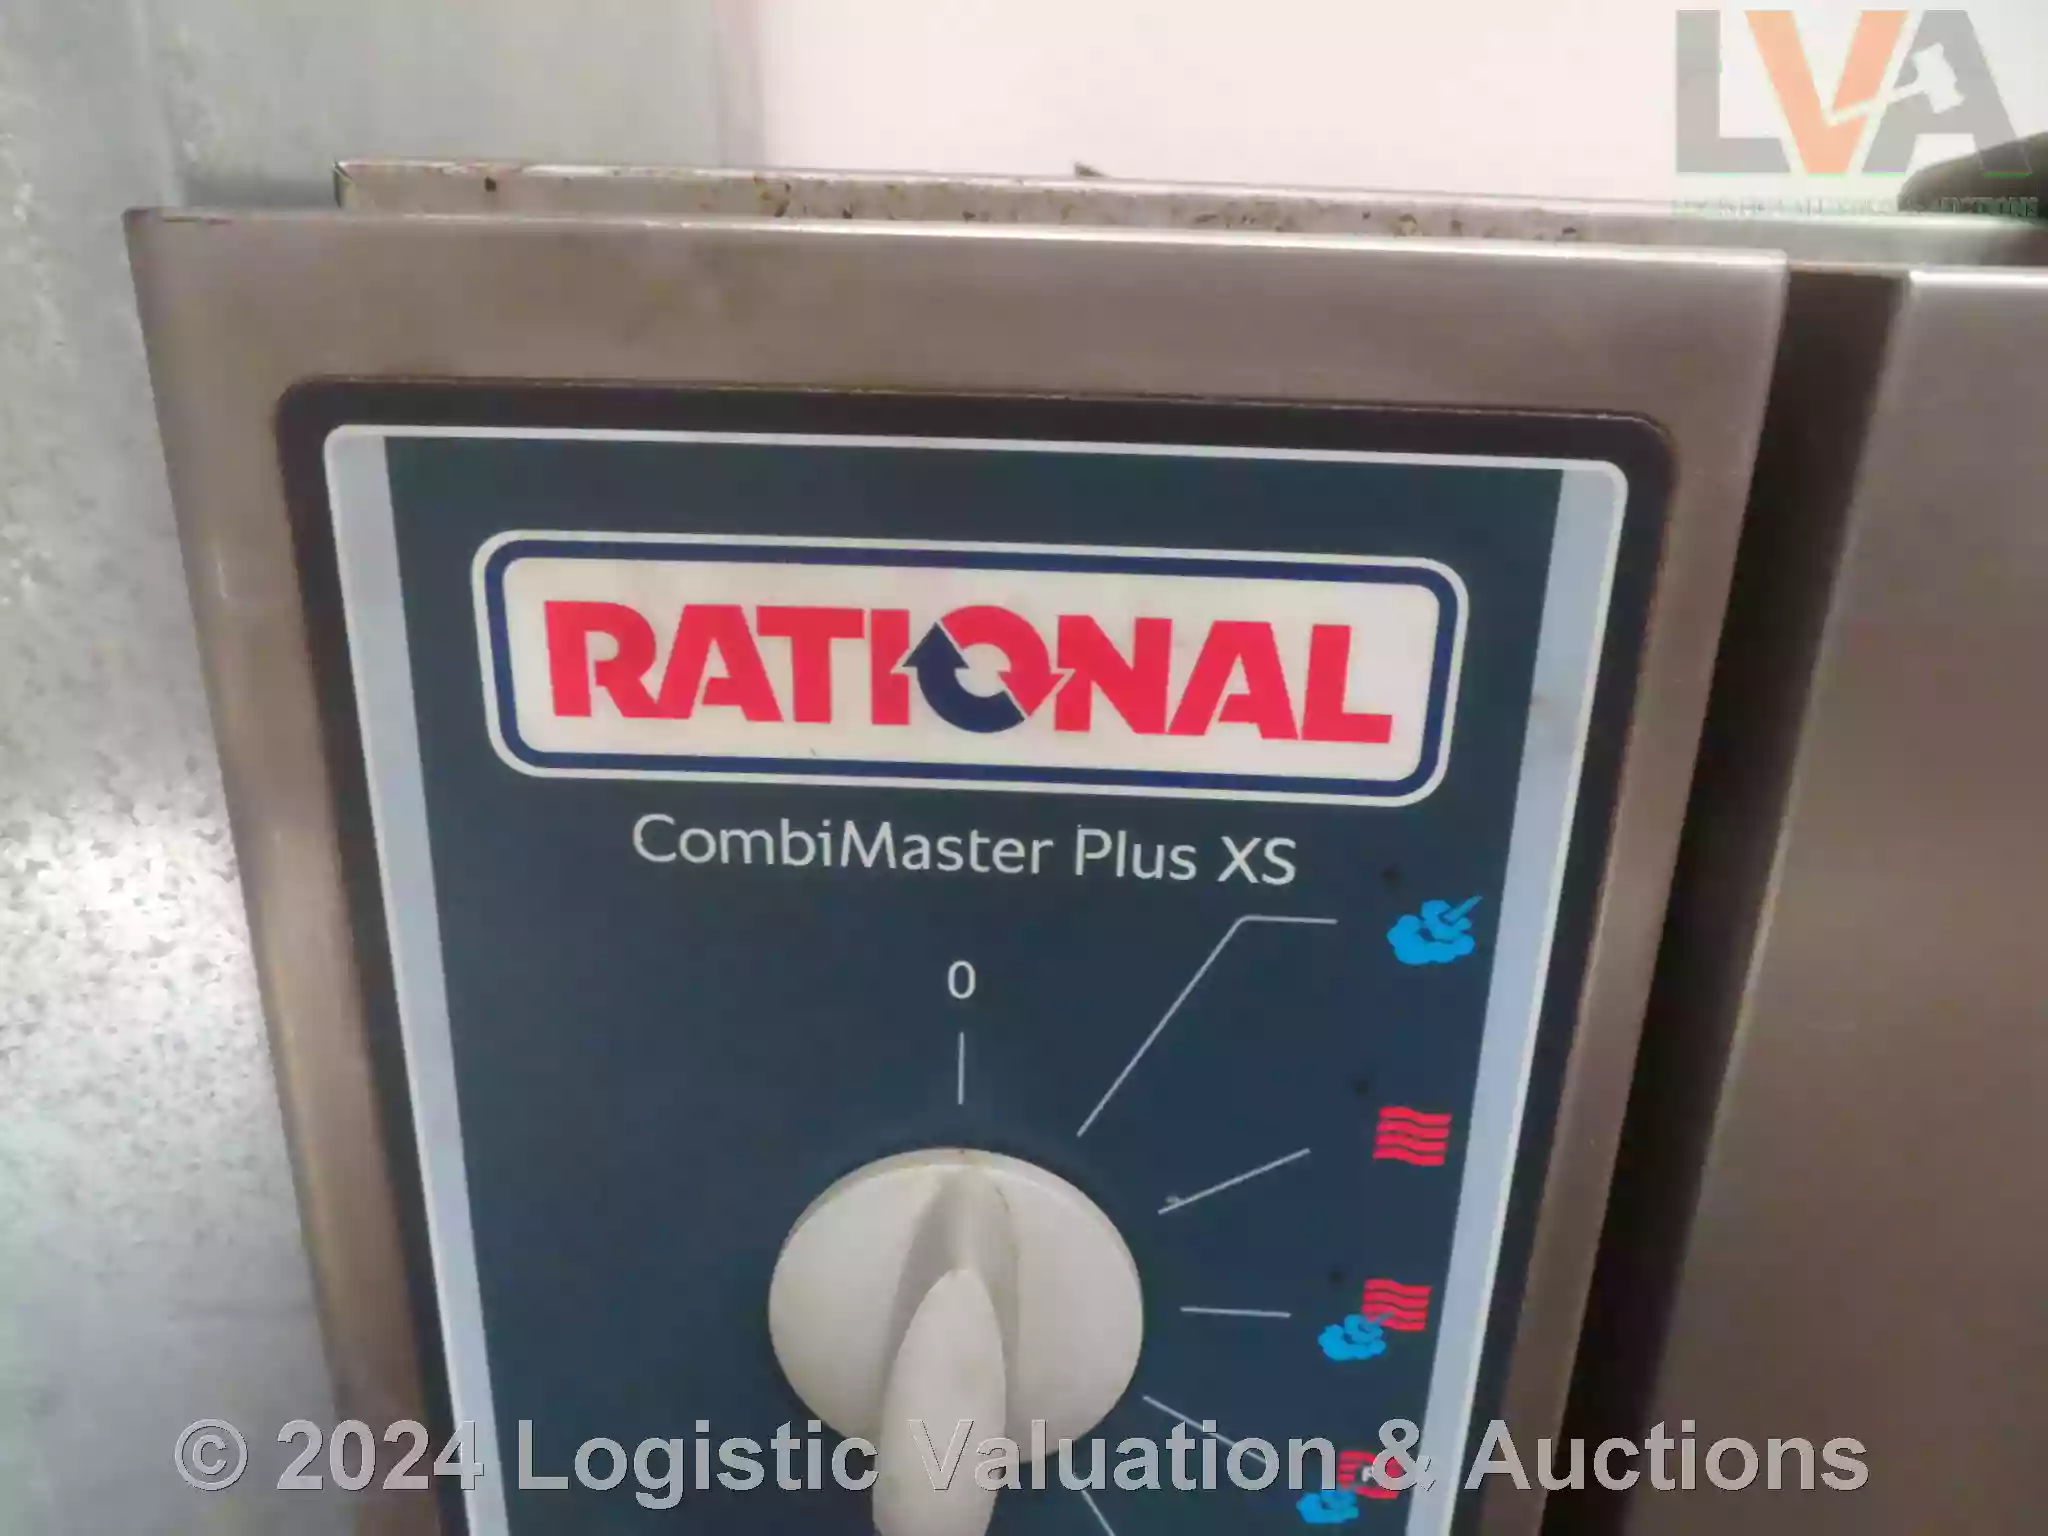 LVA
RATIONAL
CombiMaster Plus XS
0
© 2024 Logistic Valuation & Auctions